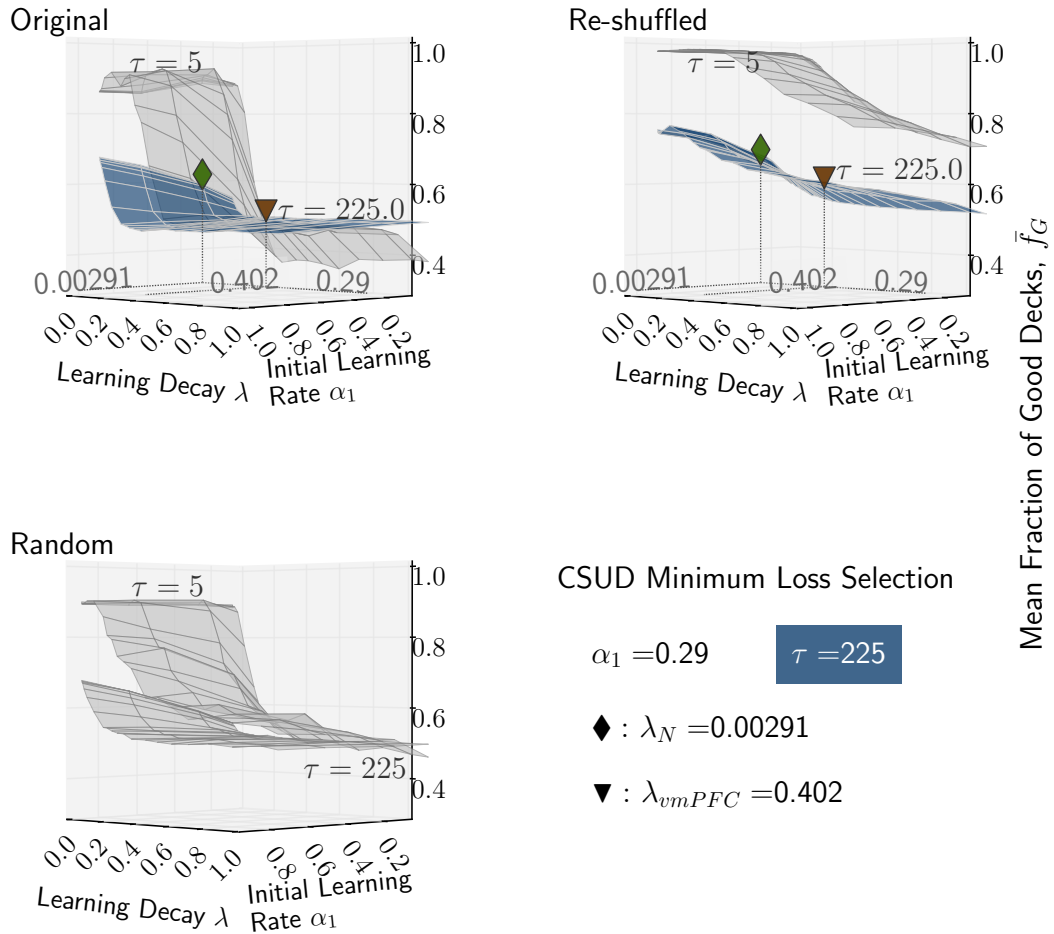 Original
τ = 5
1.0
0.8
0.6
0.4
τ = 225.0
0.00291
0.402
0.29
0.0
0.2
0.4
0.6
0.8
1.0
1.0
0.8
0.6
0.4
0.2
Learning Decay λ
Initial Learning
Rate α₁
Re-shuffled
τ = 5
1.0
0.8
0.6
0.4
τ = 225.0
0.00291
0.402
0.29
0.0
0.2
0.4
0.6
0.8
1.0
1.0
0.8
0.6
0.4
0.2
Learning Decay λ
Initial Learning
Rate α₁
Mean Fraction of Good Decks, f̄_G
Random
τ = 5
1.0
0.8
0.6
0.4
τ = 225
0.0
0.2
0.4
0.6
0.8
1.0
0.8
0.6
0.4
0.2
Learning Decay λ
Initial Learning
Rate α₁
CSUD Minimum Loss Selection
α₁ =0.29
τ =225
♦ : λ_N =0.00291
▼ : λ_vmPFC =0.402